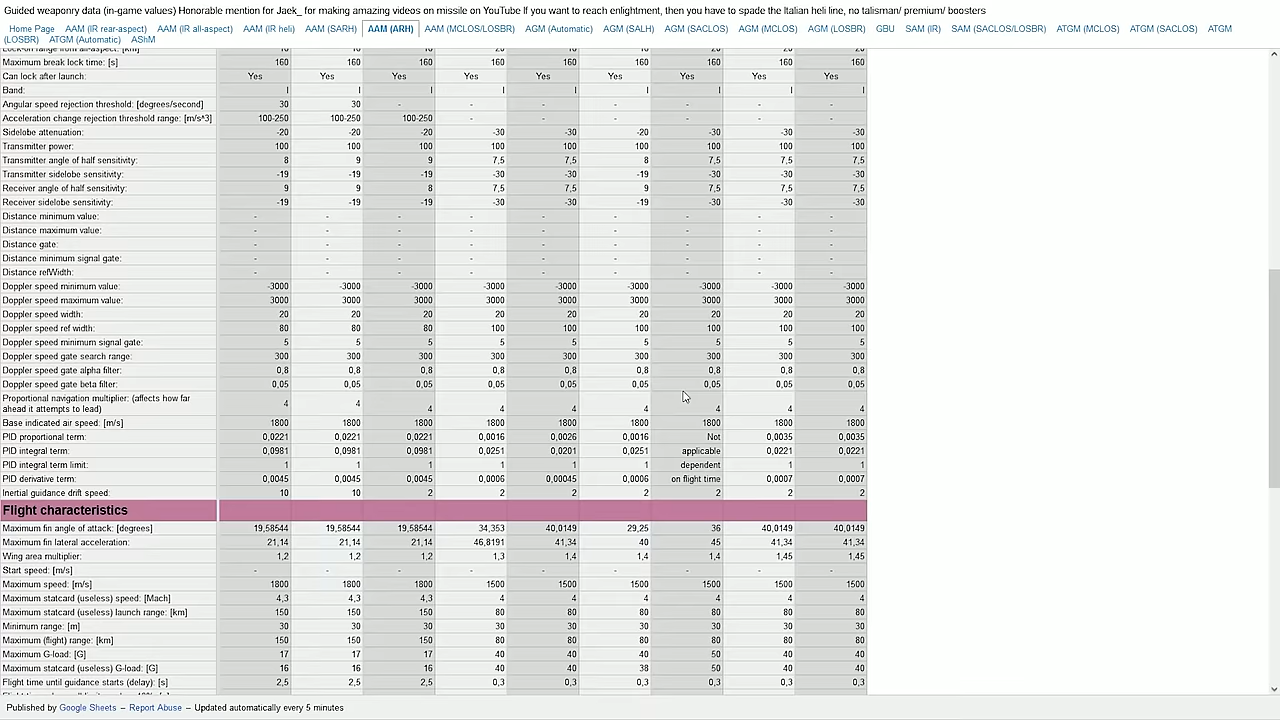 Guided weaponry data (in-game values) Honorable mention for Jaek_ for making amazing videos on missile on YouTube If you want to reach enlightment, then you have to spade the Italian heli line, no talisman/ premium/ boosters
Home Page AAM (IR rear-aspect) AAM (IR all-aspect) AAM (IR heli) AAM (SARH) AAM (ARH) AAM (MCLOS/LOSBR) AGM (Automatic) AGM (SALH) AGM (SACLOS) AGM (MCLOS) AGM (LOSBR) GBU SAM (IR) SAM (SACLOS/LOSBR) ATGM (MCLOS) ATGM (SACLOS) ATGM
(LOSBR) ATGM (Automatic) AShM
Maximum break lock time: [s] 160 160 160 160 160 160 160 160 160
Can lock after launch: Yes Yes Yes Yes Yes Yes Yes Yes Yes
Band: I I I I I I I I I
Angular speed rejection threshold: [degrees/second] 30 30 - - - - - - -
Acceleration change rejection threshold range: [m/s^3] 100-250 100-250 100-250 - - - - - -
Sidelobe attenuation: -20 -20 -20 -30 -30 -20 -30 -30 -30
Transmitter power: 100 100 100 100 100 100 100 100 100
Transmitter angle of half sensitivity: 8 9 9 7,5 7,5 8 7,5 7,5 7,5
Transmitter sidelobe sensitivity: -19 -19 -19 -30 -30 -19 -30 -30 -30
Receiver angle of half sensitivity: 9 9 8 7,5 7,5 9 7,5 7,5 7,5
Receiver sidelobe sensitivity: -19 -19 -19 -30 -30 -19 -30 -30 -30
Distance minimum value: - - - - - - - - -
Distance maximum value: - - - - - - - - -
Distance gate: - - - - - - - - -
Distance minimum signal gate: - - - - - - - - -
Distance refWidth: - - - - - - - - -
Doppler speed minimum value: -3000 -3000 -3000 -3000 -3000 -3000 -3000 -3000 -3000
Doppler speed maximum value: 3000 3000 3000 3000 3000 3000 3000 3000 3000
Doppler speed width: 20 20 20 20 20 20 20 20 20
Doppler speed ref width: 80 80 80 100 100 100 100 100 100
Doppler speed minimum signal gate: 5 5 5 5 5 5 5 5 5
Doppler speed gate search range: 300 300 300 300 300 300 300 300 300
Doppler speed gate alpha filter: 0,8 0,8 0,8 0,8 0,8 0,8 0,8 0,8 0,8
Doppler speed gate beta filter: 0,05 0,05 0,05 0,05 0,05 0,05 0,05 0,05 0,05
Proportional navigation multiplier: (affects how far
ahead it attempts to lead) 4 4 4 4 4 4 4 4 4
Base indicated air speed: [m/s] 1800 1800 1800 1800 1800 1800 1800 1800 1800
PID proportional term: 0,0221 0,0221 0,0221 0,0016 0,0026 0,0016 Not 0,0035 0,0035
PID integral term: 0,0981 0,0981 0,0981 0,0251 0,0201 0,0251 applicable 0,0221 0,0221
PID integral term limit: 1 1 1 1 1 1 dependent 1 1
PID derivative term: 0,0045 0,0045 0,0045 0,0006 0,00045 0,0006 on flight time 0,0007 0,0007
Inertial guidance drift speed: 10 10 2 2 2 2 2 2 2
Flight characteristics
Maximum fin angle of attack: [degrees] 19,58544 19,58544 19,58544 34,353 40,0149 29,25 36 40,0149 40,0149
Maximum fin lateral acceleration: 21,14 21,14 21,14 46,8191 41,34 40 45 41,34 41,34
Wing area multiplier: 1,2 1,2 1,2 1,3 1,4 1,4 1,4 1,45 1,45
Start speed: [m/s] - - - - - - - - -
Maximum speed: [m/s] 1800 1800 1800 1500 1500 1500 1500 1500 1500
Maximum statcard (useless) speed: [Mach] 4,3 4,3 4,3 4 4 4 4 4 4
Maximum statcard (useless) launch range: [km] 150 150 150 80 80 80 80 80 80
Minimum range: [m] 30 30 30 30 30 30 30 30 30
Maximum (flight) range: [km] 150 150 150 80 80 80 80 80 80
Maximum G-load: [G] 17 17 17 40 40 40 50 40 40
Maximum statcard (useless) G-load: [G] 16 16 16 40 40 38 50 40 40
Flight time until guidance starts (delay): [s] 2,5 2,5 2,5 0,3 0,3 0,3 0,3 0,3 0,3
Published by Google Sheets – Report Abuse – Updated automatically every 5 minutes